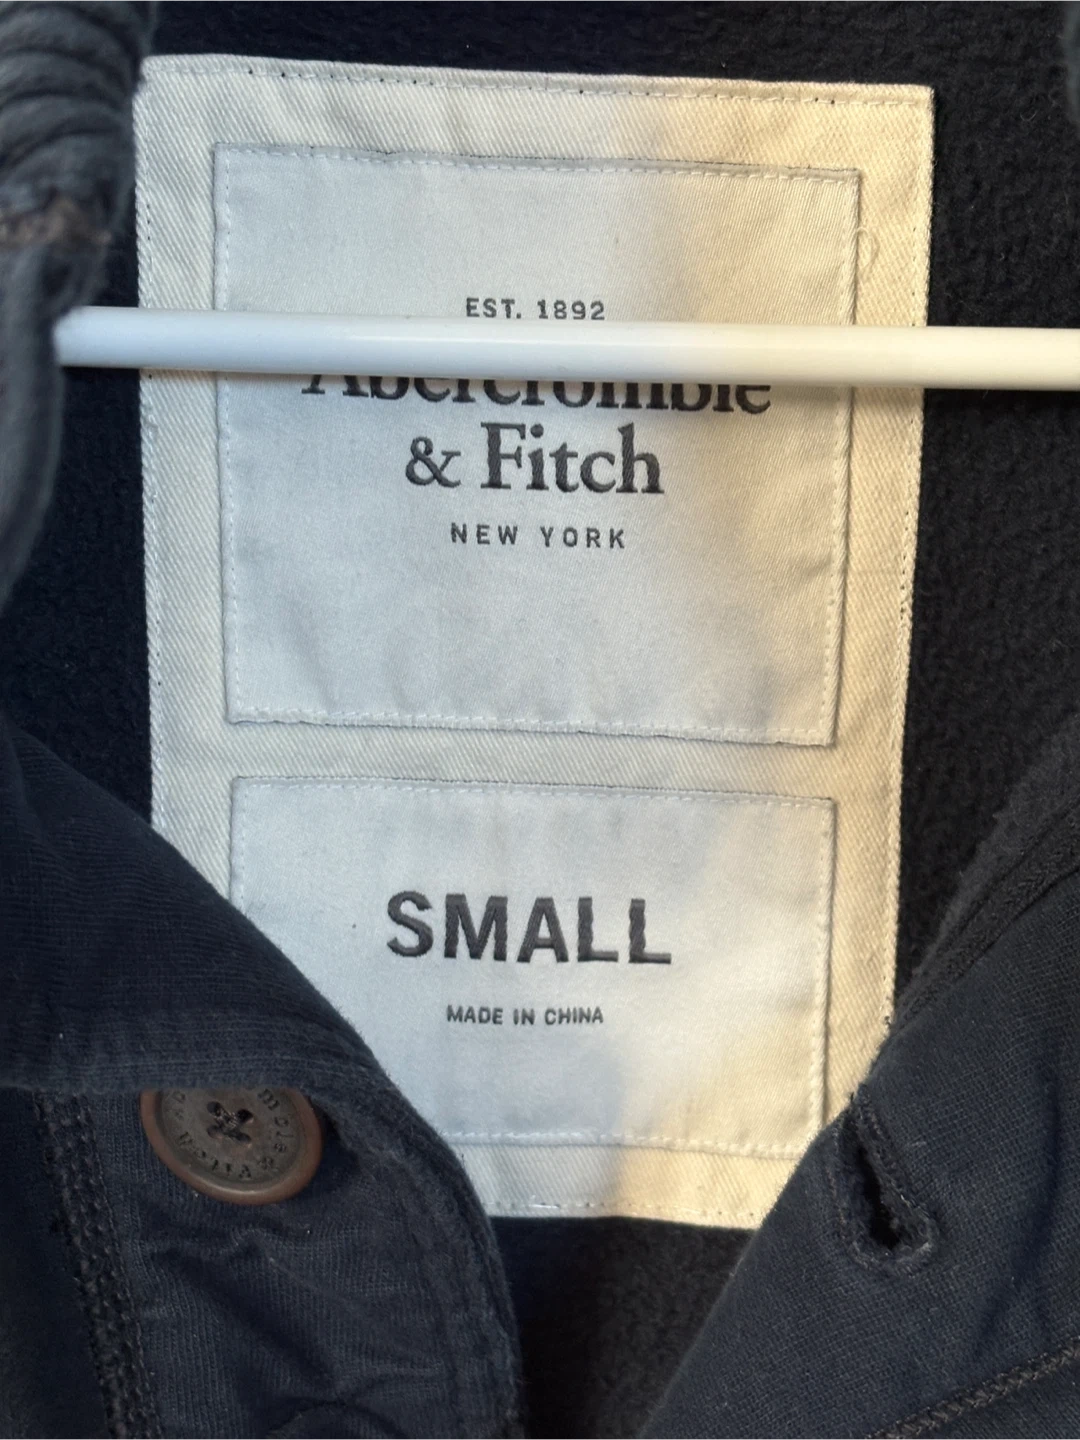 EST. 1892
Abercrombie
& Fitch
NEW YORK
SMALL
MADE IN CHINA